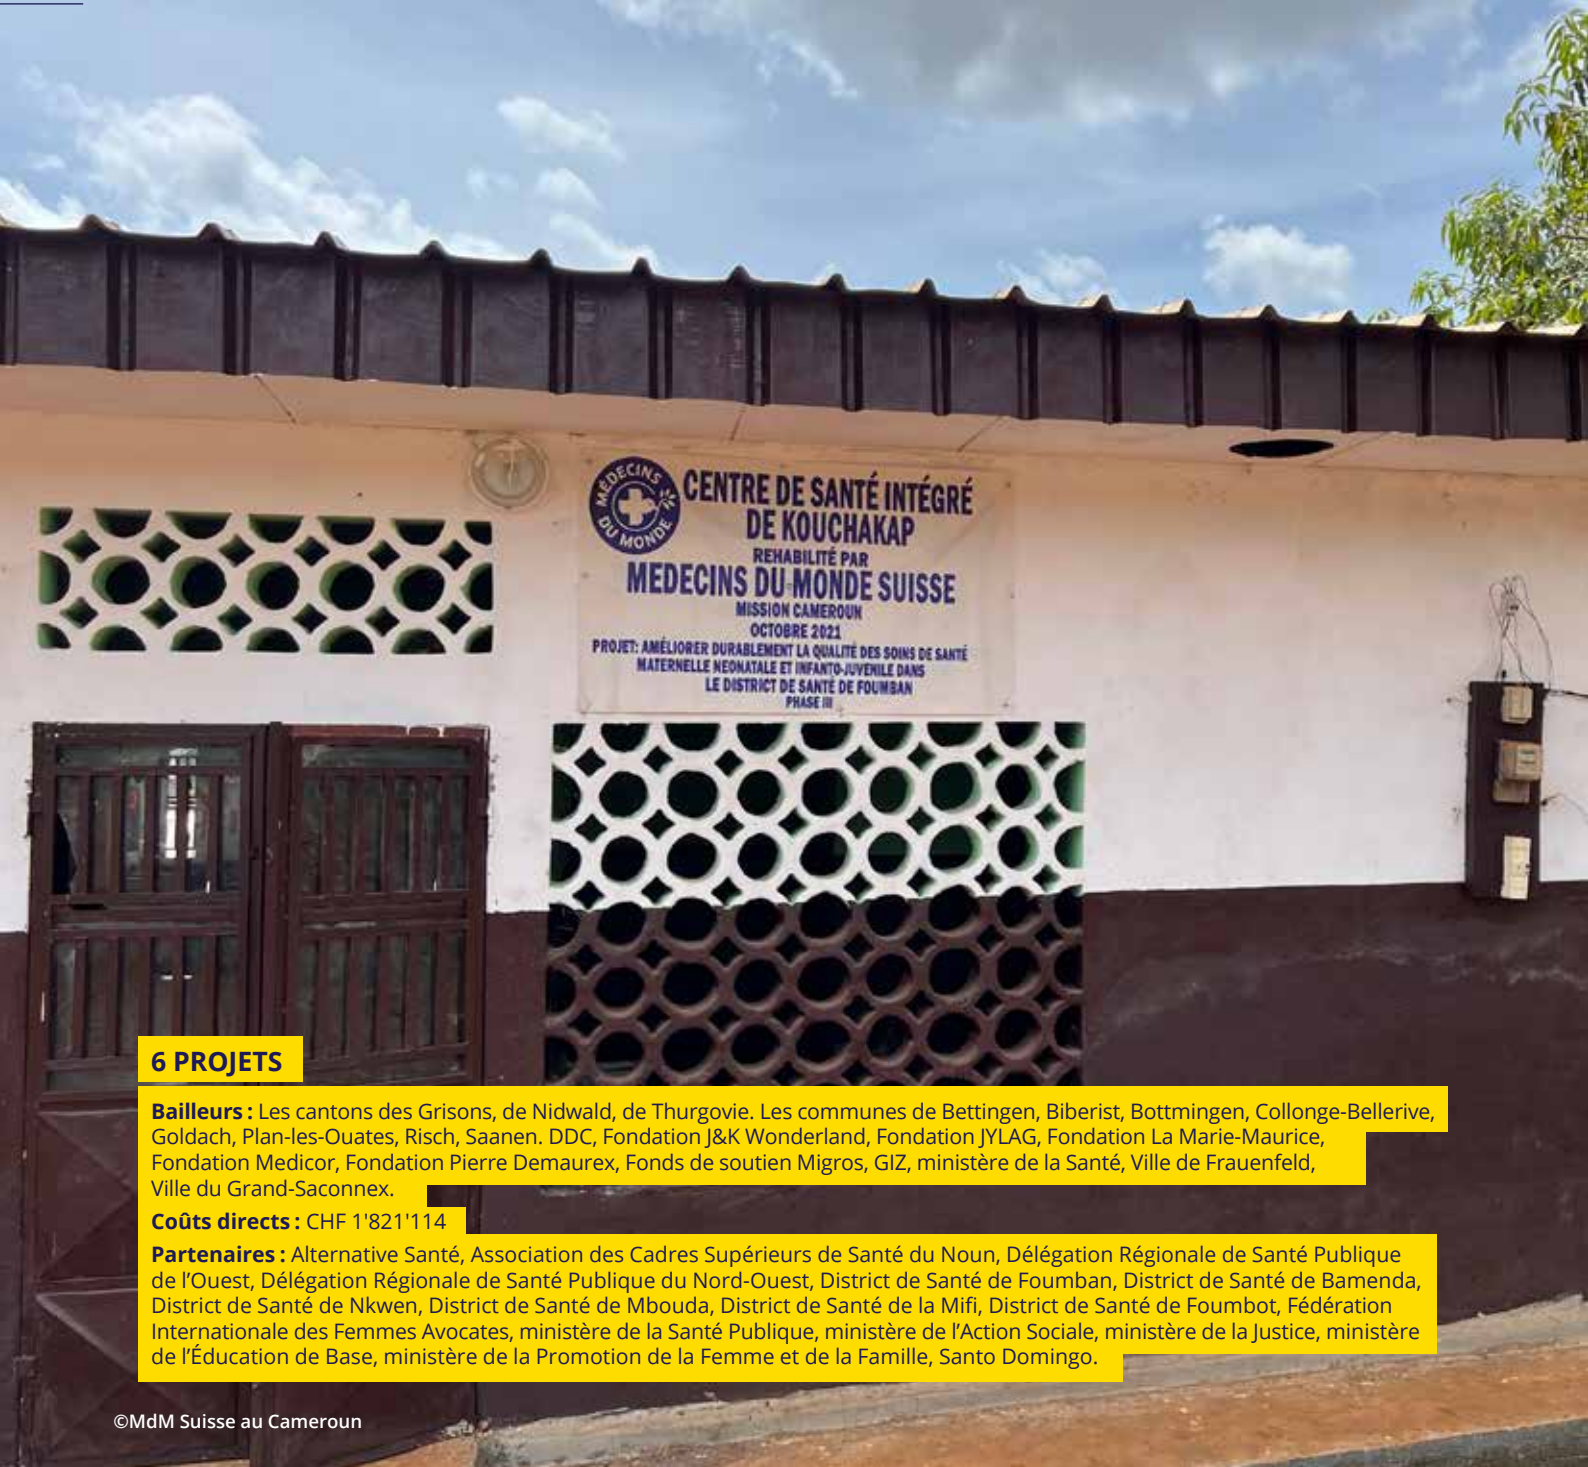 MÉDECINS DU MONDE
CENTRE DE SANTÉ INTÉGRÉ
DE KOUCHAKAP
REHABILITÉ PAR
MEDECINS DU MONDE SUISSE
MISSION CAMEROUN
OCTOBRE 2021
PROJET: AMÉLIORER DURABLEMENT LA QUALITÉ DES SOINS DE SANTÉ
MATERNELLE NEONATALE ET INFANTO-JUVENILE DANS
LE DISTRICT DE SANTÉ DE FOUMBAN
PHASE III
6 PROJETS
Bailleurs : Les cantons des Grisons, de Nidwald, de Thurgovie. Les communes de Bettingen, Biberist, Bottmingen, Collonge-Bellerive,
Goldach, Plan-les-Ouates, Risch, Saanen. DDC, Fondation J&K Wonderland, Fondation JYLAG, Fondation La Marie-Maurice,
Fondation Medicor, Fondation Pierre Demaurex, Fonds de soutien Migros, GIZ, ministère de la Santé, Ville de Frauenfeld,
Ville du Grand-Saconnex.
Coûts directs : CHF 1'821'114
Partenaires : Alternative Santé, Association des Cadres Supérieurs de Santé du Noun, Délégation Régionale de Santé Publique
de l’Ouest, Délégation Régionale de Santé Publique du Nord-Ouest, District de Santé de Foumban, District de Santé de Bamenda,
District de Santé de Nkwen, District de Santé de Mbouda, District de Santé de la Mifi, District de Santé de Foumbot, Fédération
Internationale des Femmes Avocates, ministère de la Santé Publique, ministère de l’Action Sociale, ministère de la Justice, ministère
de l’Éducation de Base, ministère de la Promotion de la Femme et de la Famille, Santo Domingo.
©MdM Suisse au Cameroun